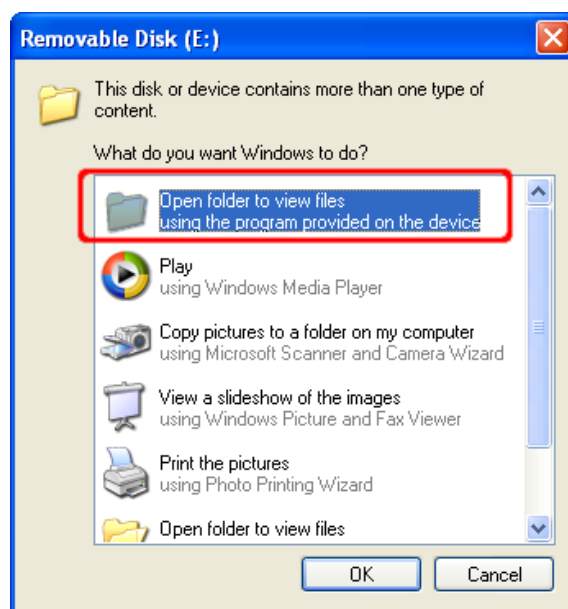 Removable Disk (E:)
This disk or device contains more than one type of
content.
What do you want Windows to do?
Open folder to view files
using the program provided on the device
Play
using Windows Media Player
Copy pictures to a folder on my computer
using Microsoft Scanner and Camera Wizard
View a slideshow of the images
using Windows Picture and Fax Viewer
Print the pictures
using Photo Printing Wizard
Open folder to view files
OK
Cancel